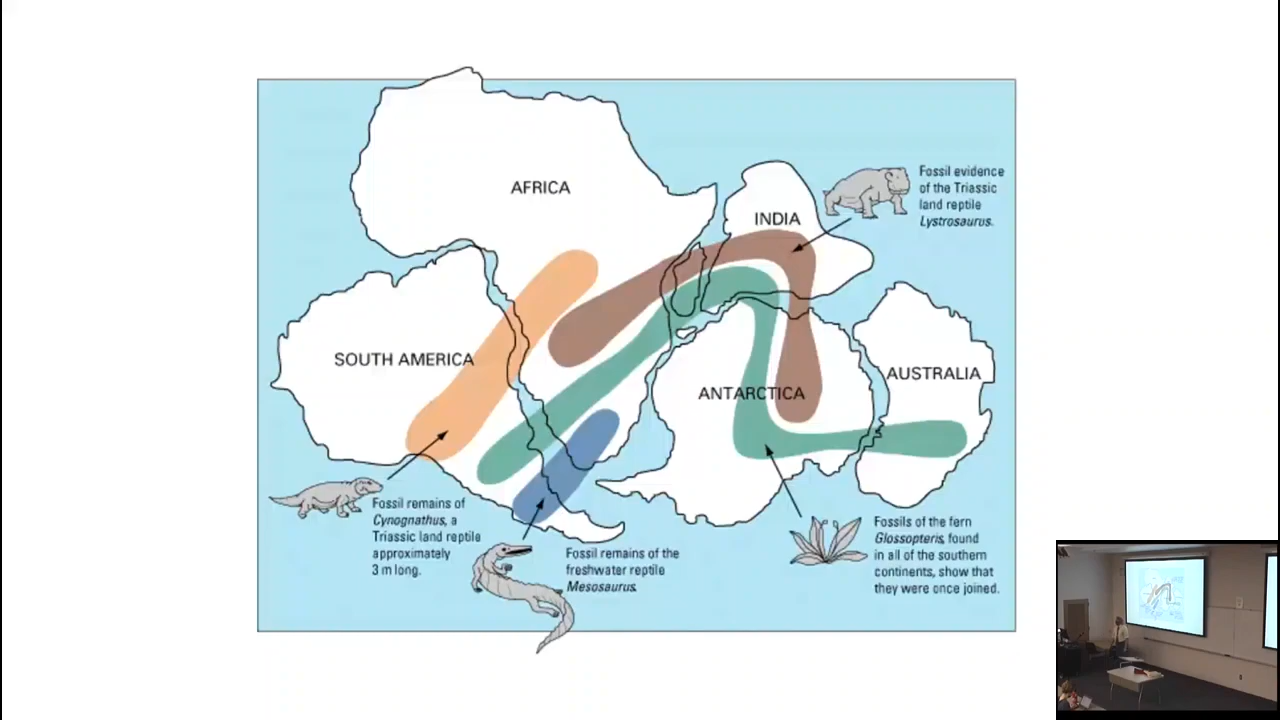 AFRICA
INDIA
Fossil evidence
of the Triassic
land reptile
Lystrosaurus.
SOUTH AMERICA
ANTARCTICA
AUSTRALIA
Fossil remains of
Cynognathus, a
Triassic land reptile
approximately
3 m long.
Fossil remains of the
freshwater reptile
Mesosaurus.
Fossils of the fern
Glossopteris, found
in all of the southern
continents, show that
they were once joined.